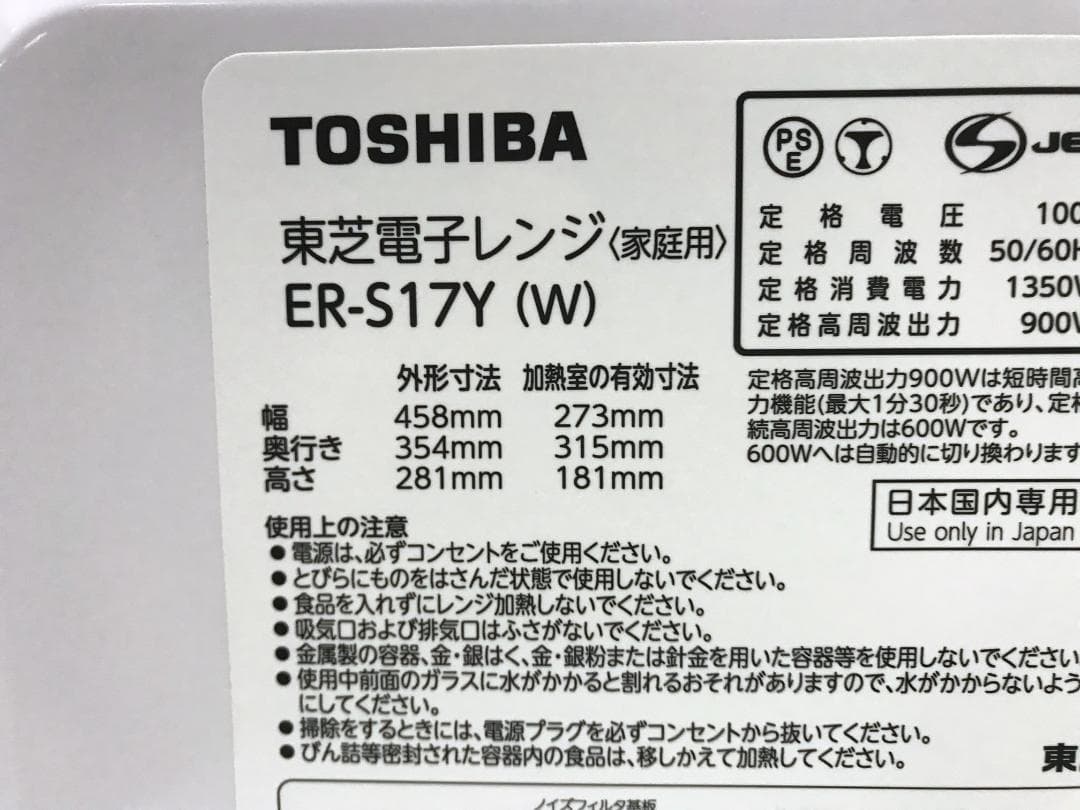 TOSHIBA
東芝電子レンジ〈家庭用〉
ER-S17Y (W)
外形寸法 加熱室の有効寸法
幅 458mm 273mm
奥行き 354mm 315mm
高さ 281mm 181mm
PSE
JE
定格電圧 100
定格周波数 50/60H
定格消費電力 1350W
定格高周波出力 900W
定格高周波出力900Wは短時間高
力機能(最大1分30秒)であり、定格
続高周波出力は600Wです。
600Wへは自動的に切り換わります
日本国内専用
Use only in Japan
使用上の注意
●電源は、必ずコンセントをご使用ください。
●とびらにものをはさんだ状態で使用しないでください。
●食品を入れずにレンジ加熱しないでください。
●吸気口および排気口はふさがないでください。
●金属製の容器、金・銀はく、金・銀粉または針金を用いた容器等を使用しないでください
●使用中前面のガラスに水がかかると割れるおそれがありますので、水がかからないよう
にしてください。
●掃除をするときには、電源プラグを必ずコンセントから抜いてください。
●びん詰等密封された容器内の食品は、移しかえて加熱してください。
東
ノイズフィルタ基板